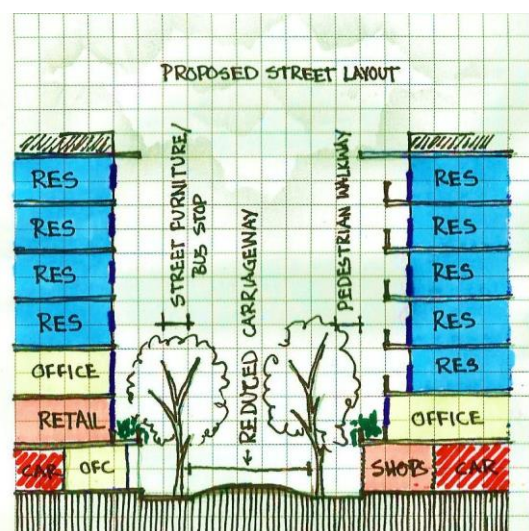 PROPOSED STREET LAYOUT
STREET FURNITURE/
BUS STOP
REDUCED CARRIAGEWAY
PEDESTRIAN WALKWAY
RES
RES
RES
RES
OFFICE
RETAIL
CAR
OFC
RES
RES
RES
RES
RES
OFFICE
SHOPS
CAR